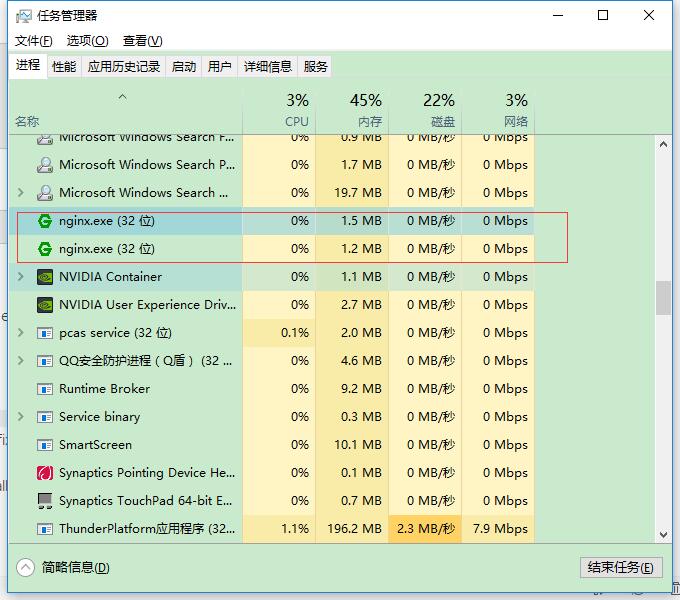 任务管理器
文件(F) 选项(O) 查看(V)
进程 性能 应用历史记录 启动 用户 详细信息 服务
3% 45% 22% 3%
名称 CPU 内存 磁盘 网络
Microsoft Windows Search F... 0% 0.9 MB 0 MB/秒 0 Mbps
Microsoft Windows Search P... 0% 1.7 MB 0 MB/秒 0 Mbps
Microsoft Windows Search ... 0% 19.7 MB 0 MB/秒 0 Mbps
nginx.exe (32 位) 0% 1.5 MB 0 MB/秒 0 Mbps
nginx.exe (32 位) 0% 1.2 MB 0 MB/秒 0 Mbps
NVIDIA Container 0% 1.1 MB 0 MB/秒 0 Mbps
NVIDIA User Experience Driv... 0% 2.7 MB 0 MB/秒 0 Mbps
pcas service (32 位) 0.1% 2.0 MB 0 MB/秒 0 Mbps
QQ安全防护进程（Q盾） (32 ... 0% 4.6 MB 0 MB/秒 0 Mbps
Runtime Broker 0% 9.2 MB 0 MB/秒 0 Mbps
Service binary 0% 0.3 MB 0 MB/秒 0 Mbps
SmartScreen 0% 10.1 MB 0 MB/秒 0 Mbps
Synaptics Pointing Device He... 0% 0.1 MB 0 MB/秒 0 Mbps
Synaptics TouchPad 64-bit E... 0% 0.7 MB 0 MB/秒 0 Mbps
ThunderPlatform应用程序 (32... 1.1% 196.2 MB 2.3 MB/秒 7.9 Mbps
简略信息(D) 结束任务(E)